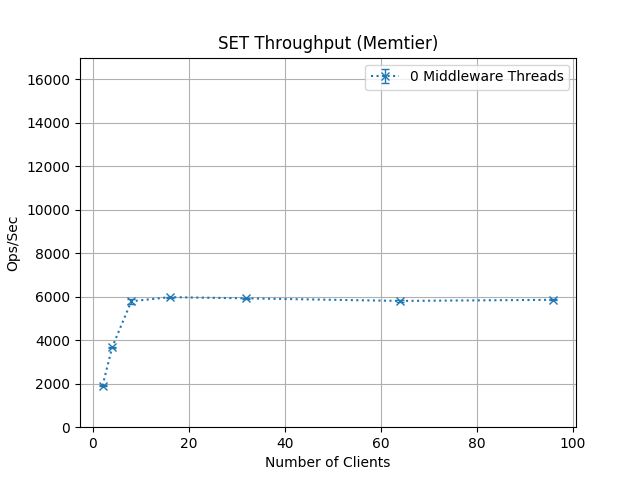 SET Throughput (Memtier)
0 Middleware Threads
Ops/Sec
16000
14000
12000
10000
8000
6000
4000
2000
0
0 20 40 60 80 100
Number of Clients